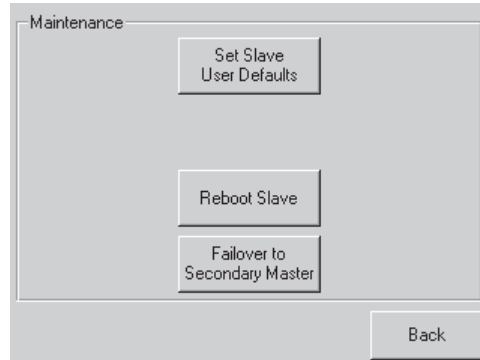 Maintenance
Set Slave
User Defaults
Reboot Slave
Failover to
Secondary Master
Back